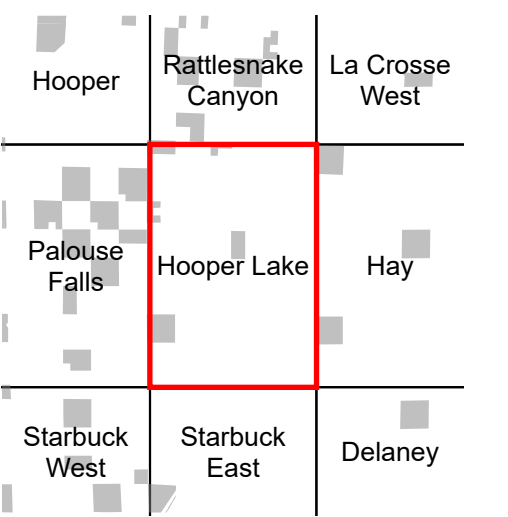 Hooper
Rattlesnake
Canyon
La Crosse
West
Palouse
Falls
Hooper Lake
Hay
Starbuck
West
Starbuck
East
Delaney